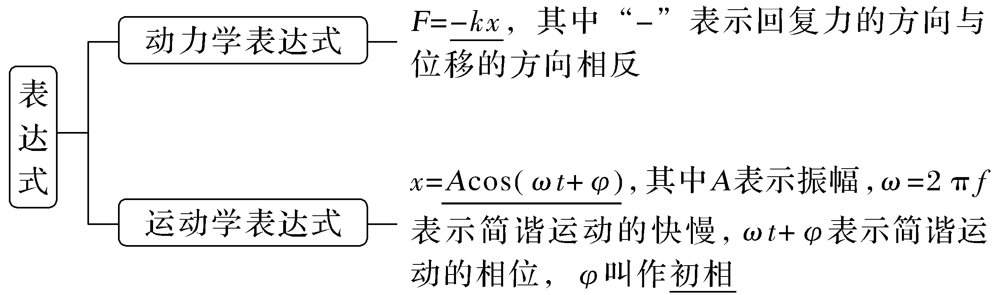 表达式
动力学表达式
F=-kx，其中“-”表示回复力的方向与
位移的方向相反
运动学表达式
x=Acos(ωt+φ)，其中A表示振幅，ω=2πf
表示简谐运动的快慢，ωt+φ表示简谐运
动的相位，φ叫作初相